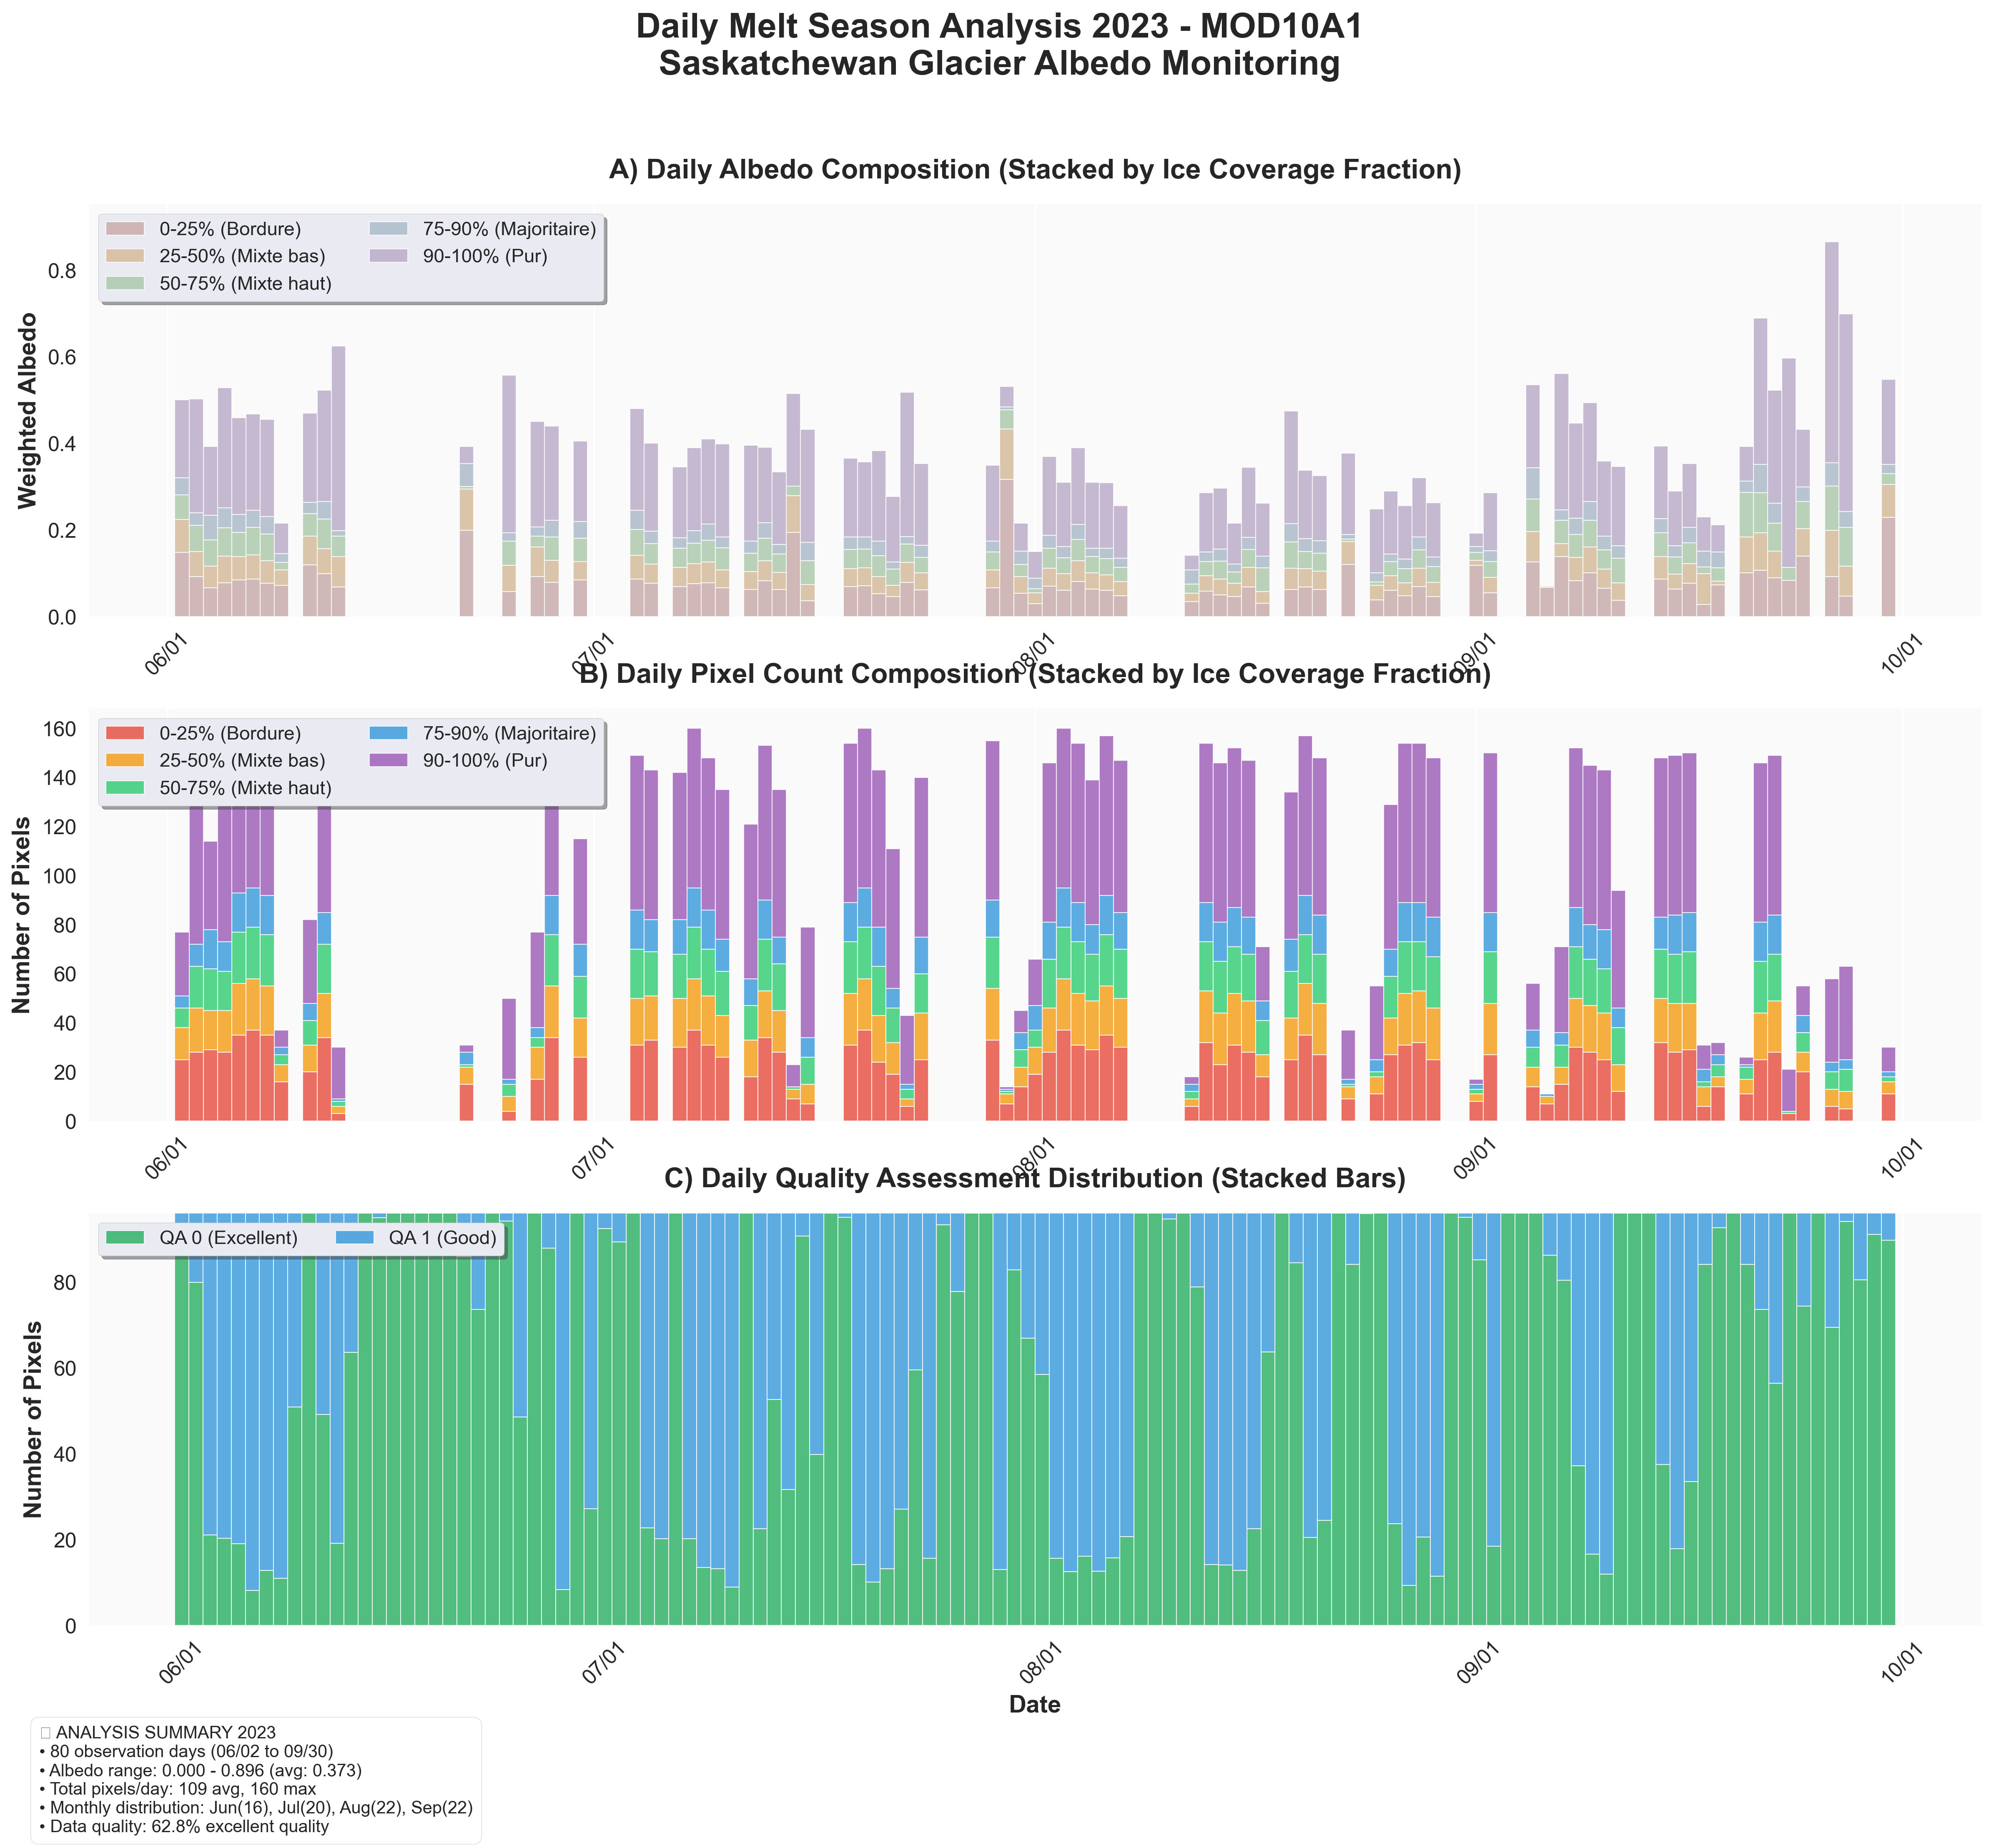 Daily Melt Season Analysis 2023 - MOD10A1
Saskatchewan Glacier Albedo Monitoring
A) Daily Albedo Composition (Stacked by Ice Coverage Fraction)
0-25% (Bordure)
25-50% (Mixte bas)
50-75% (Mixte haut)
75-90% (Majoritaire)
90-100% (Pur)
Weighted Albedo
0.8
0.6
0.4
0.2
0.0
06/01
07/01
08/01
09/01
10/01
B) Daily Pixel Count Composition (Stacked by Ice Coverage Fraction)
0-25% (Bordure)
25-50% (Mixte bas)
50-75% (Mixte haut)
75-90% (Majoritaire)
90-100% (Pur)
Number of Pixels
160
140
120
100
80
60
40
20
0
06/01
07/01
08/01
09/01
10/01
C) Daily Quality Assessment Distribution (Stacked Bars)
QA 0 (Excellent)
QA 1 (Good)
Number of Pixels
80
60
40
20
0
06/01
07/01
08/01
09/01
10/01
Date
ANALYSIS SUMMARY 2023
• 80 observation days (06/02 to 09/30)
• Albedo range: 0.000 - 0.896 (avg: 0.373)
• Total pixels/day: 109 avg, 160 max
• Monthly distribution: Jun(16), Jul(20), Aug(22), Sep(22)
• Data quality: 62.8% excellent quality